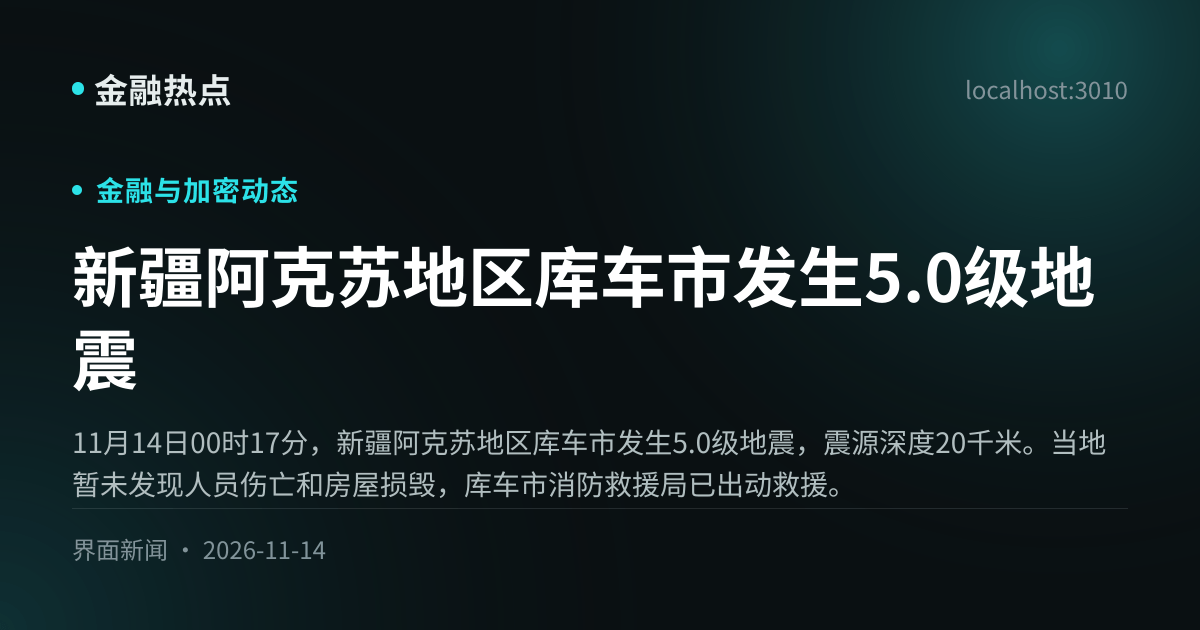 金融热点
localhost:3010
金融与加密动态
新疆阿克苏地区库车市发生5.0级地
震
11月14日00时17分，新疆阿克苏地区库车市发生5.0级地震，震源深度20千米。当地
暂未发现人员伤亡和房屋损毁，库车市消防救援局已出动救援。
界面新闻 · 2026-11-14